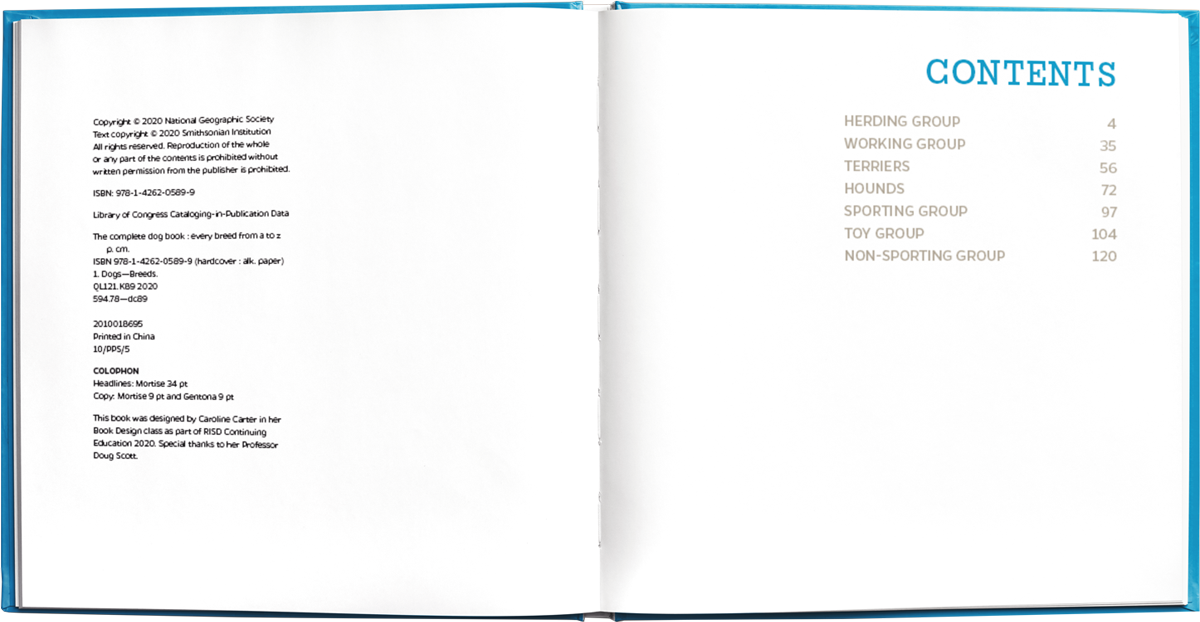 Copyright © 2020 National Geographic Society
Text copyright © 2020 Smithsonian Institution
All rights reserved. Reproduction of the whole
or any part of the contents is prohibited without
written permission from the publisher is prohibited.
ISBN: 978-1-4262-0589-9
Library of Congress Cataloging-in-Publication Data
The complete dog book : every breed from a to z
p. cm.
ISBN 978-1-4262-0589-9 (hardcover : alk. paper)
1. Dogs—Breeds.
QL121.K89 2020
594.78—dc89
2010018695
Printed in China
10/PPS/5
COLOPHON
Headlines: Mortise 34 pt
Copy: Mortise 9 pt and Gentona 9 pt
This book was designed by Caroline Carter in her
Book Design class as part of RISD Continuing
Education 2020. Special thanks to her Professor
Doug Scott.
CONTENTS
HERDING GROUP 4
WORKING GROUP 35
TERRIERS 56
HOUNDS 72
SPORTING GROUP 97
TOY GROUP 104
NON-SPORTING GROUP 120